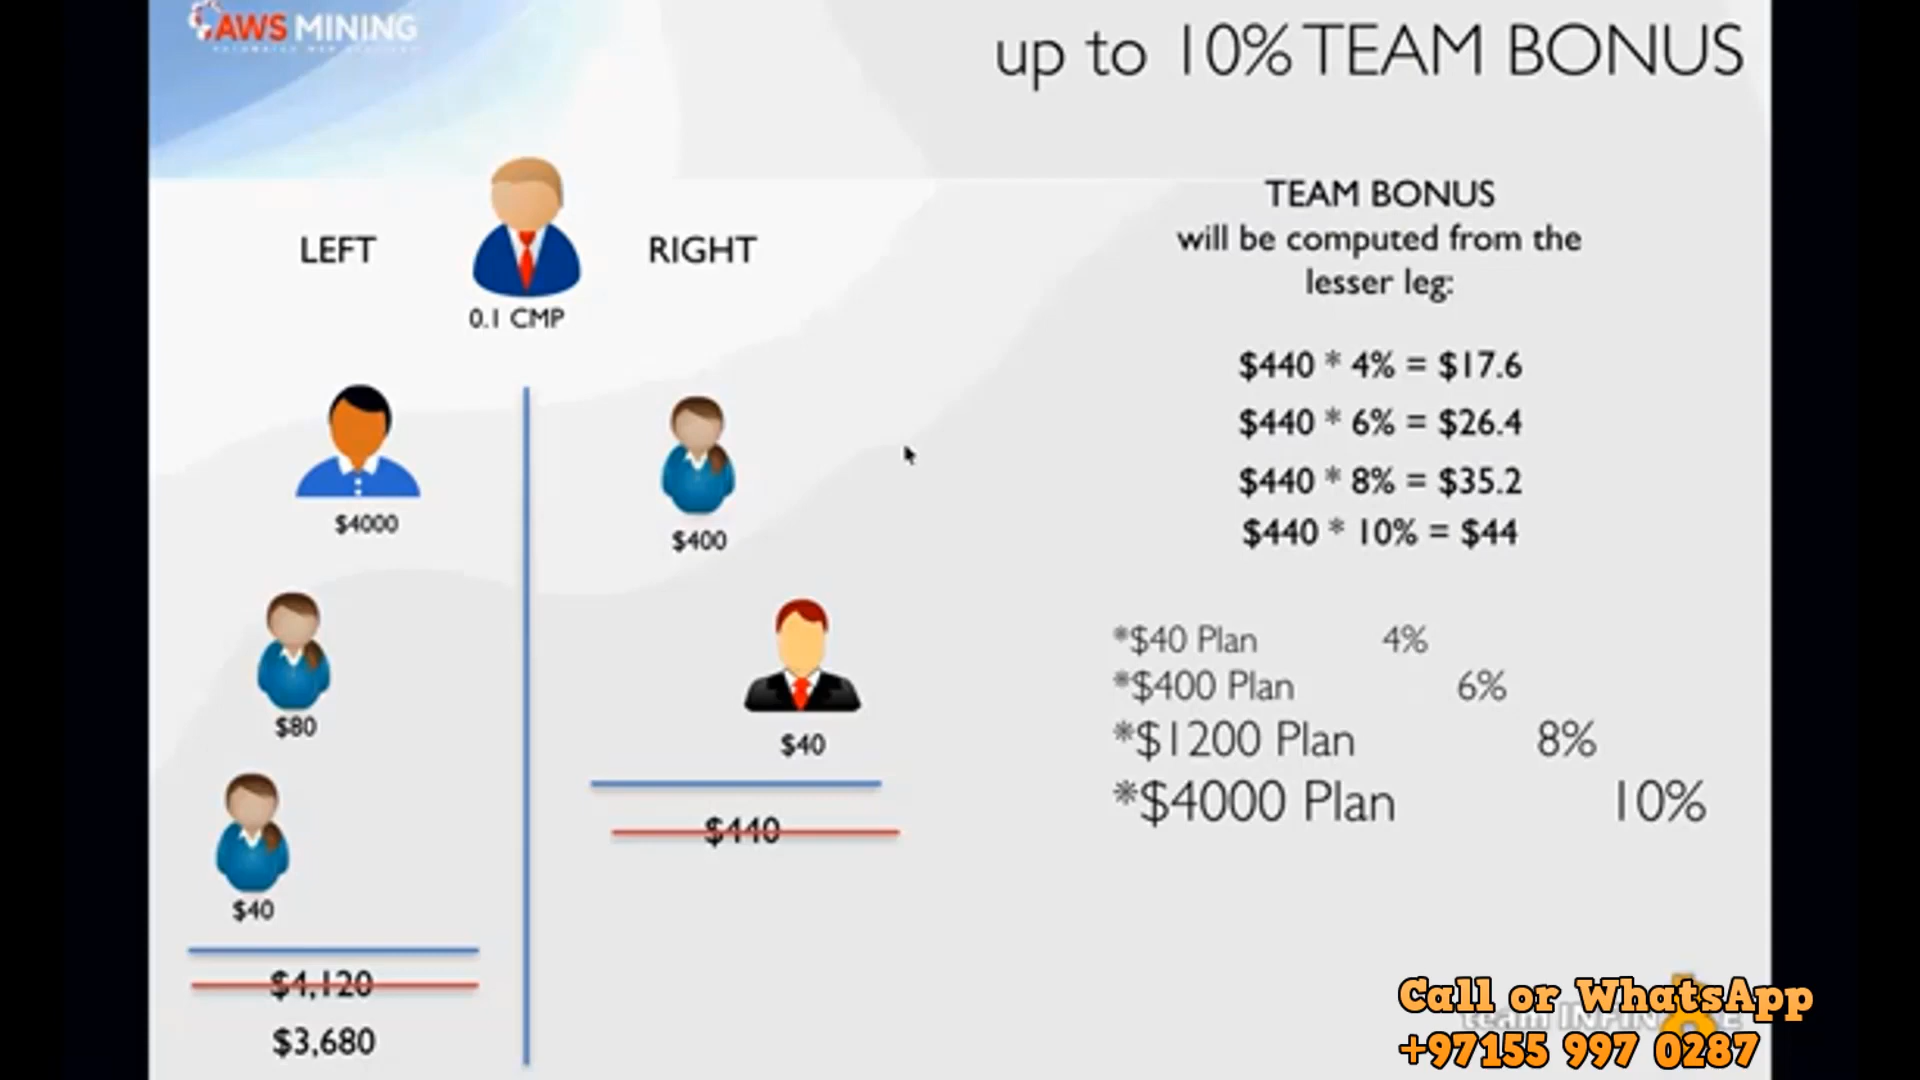 AWS MINING
up to 10% TEAM BONUS
LEFT
RIGHT
0.1 CMP
$4000
$400
$80
$40
$40
$440
$4,120
$3,680
TEAM BONUS
will be computed from the
lesser leg:
$440 * 4% = $17.6
$440 * 6% = $26.4
$440 * 8% = $35.2
$440 * 10% = $44
*$40 Plan 4%
*$400 Plan 6%
*$1200 Plan 8%
*$4000 Plan 10%
Call or WhatsApp
+97155 997 0287